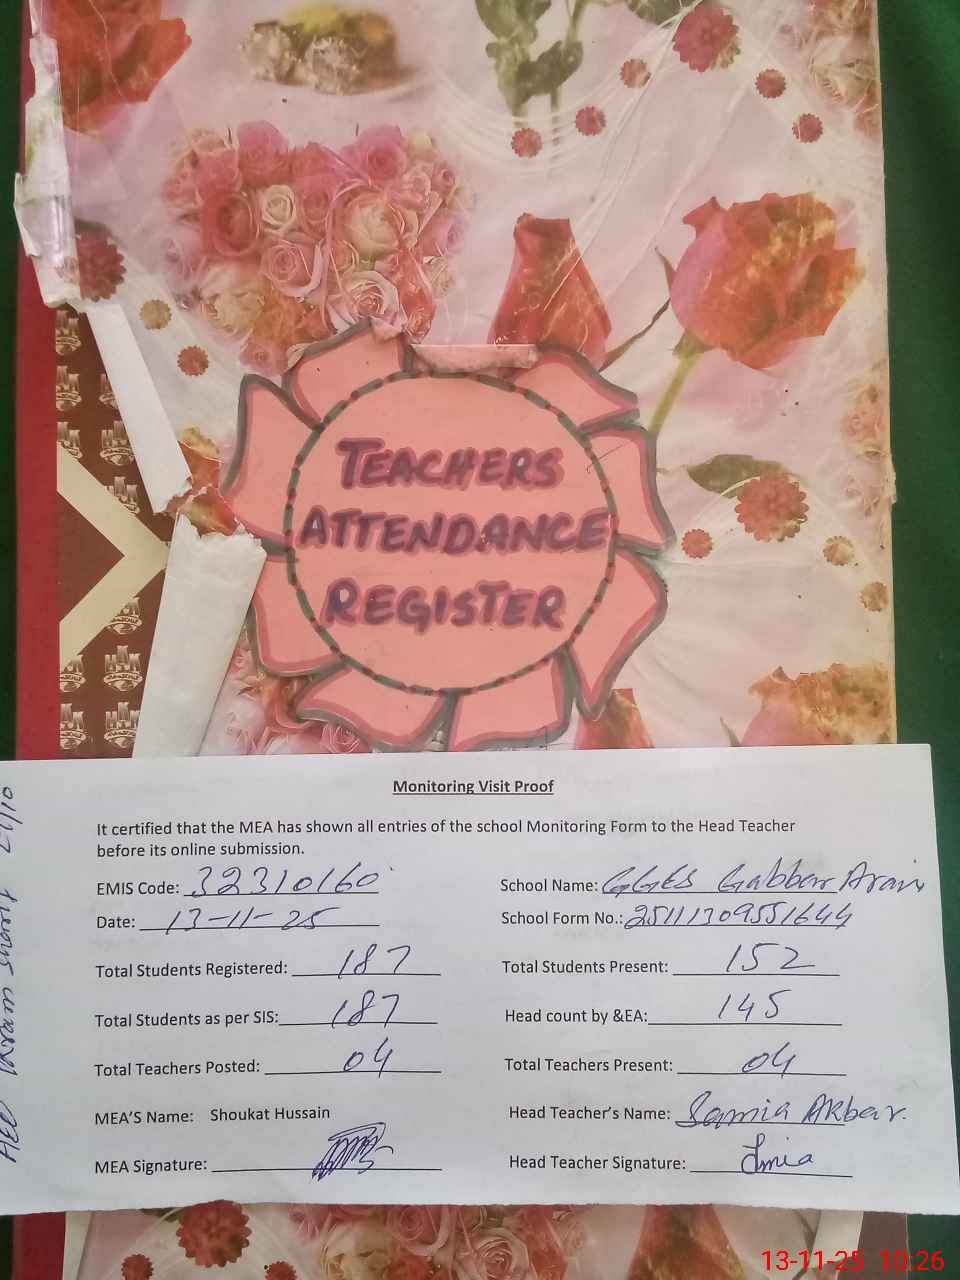 TEACHERS
ATTENDANCE
REGISTER
Monitoring Visit Proof
It certified that the MEA has shown all entries of the school Monitoring Form to the Head Teacher
before its online submission.
EMIS Code: 32310160 School Name: GGES Gabbar Arain
Date: 13-11-25 School Form No.: 25111309551644
Total Students Registered: 187 Total Students Present: 152
Total Students as per SIS: 187 Head count by &EA: 145
Total Teachers Posted: 04 Total Teachers Present: 04
MEA'S Name: Shoukat Hussain Head Teacher's Name: Samia Akbar.
MEA Signature: Head Teacher Signature:
13-11-25 10:26